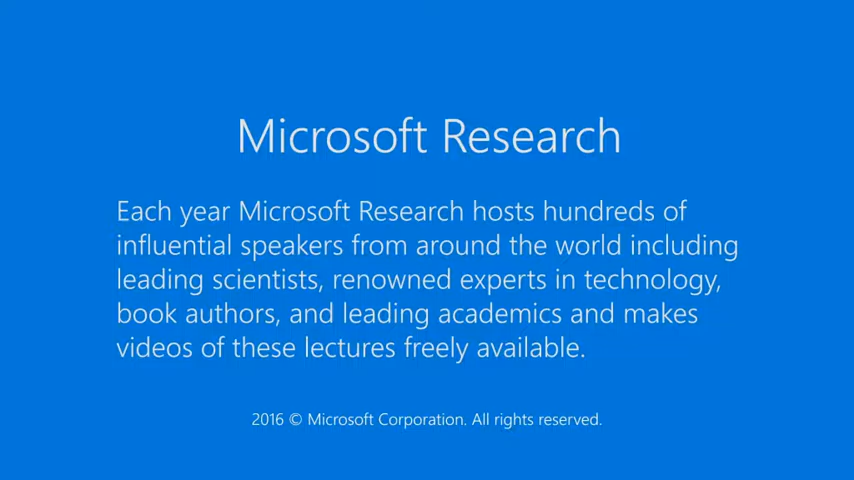 Microsoft Research
Each year Microsoft Research hosts hundreds of
influential speakers from around the world including
leading scientists, renowned experts in technology,
book authors, and leading academics and makes
videos of these lectures freely available.
2016 © Microsoft Corporation. All rights reserved.